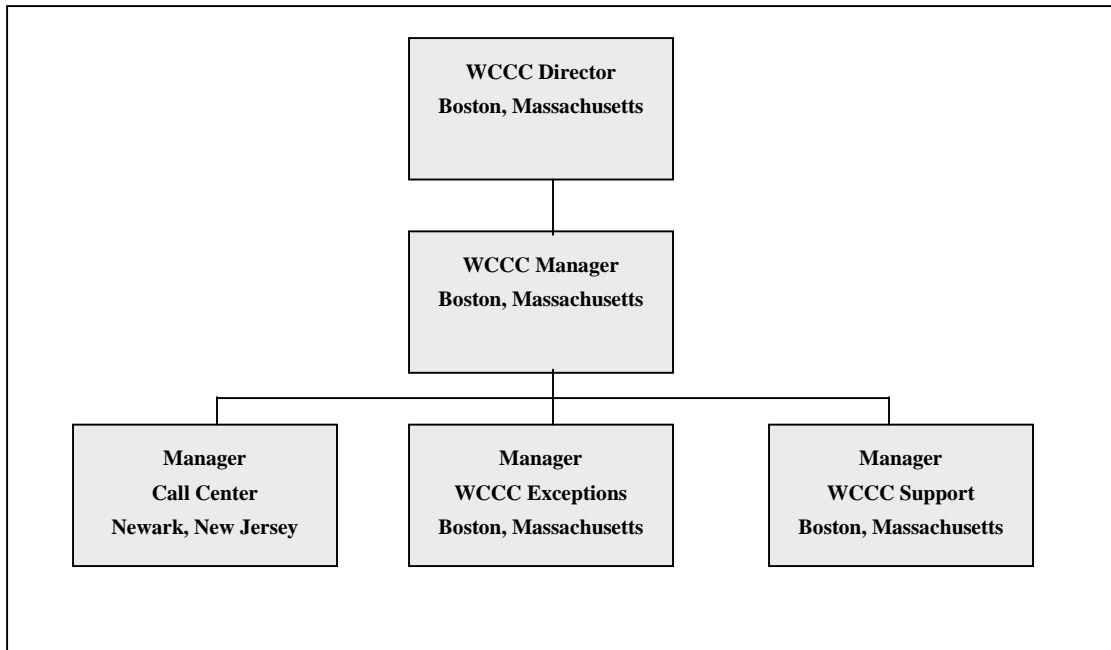 WCCC Director
Boston, Massachusetts
WCCC Manager
Boston, Massachusetts
Manager
Call Center
Newark, New Jersey
Manager
WCCC Exceptions
Boston, Massachusetts
Manager
WCCC Support
Boston, Massachusetts